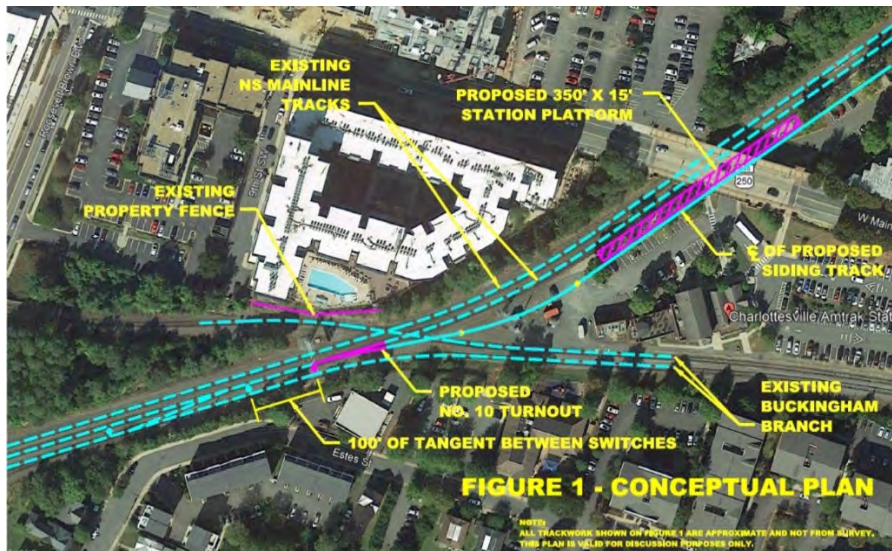 EXISTING
NS MAINLINE
TRACKS
PROPOSED 350' X 15'
STATION PLATFORM
9th St SW
EXISTING
PROPERTY FENCE
250
W Main
℄ OF PROPOSED
SIDING TRACK
Charlottesville Amtrak Stat
PROPOSED
NO. 10 TURNOUT
EXISTING
BUCKINGHAM
BRANCH
100' OF TANGENT BETWEEN SWITCHES
Estes S
FIGURE 1 - CONCEPTUAL PLAN
NOTE:
ALL TRACKWORK SHOWN ON FIGURE 1 ARE APPROXIMATE AND NOT FROM SURVEY.
THIS PLAN IS VALID FOR DISCUSSION PURPOSES ONLY.